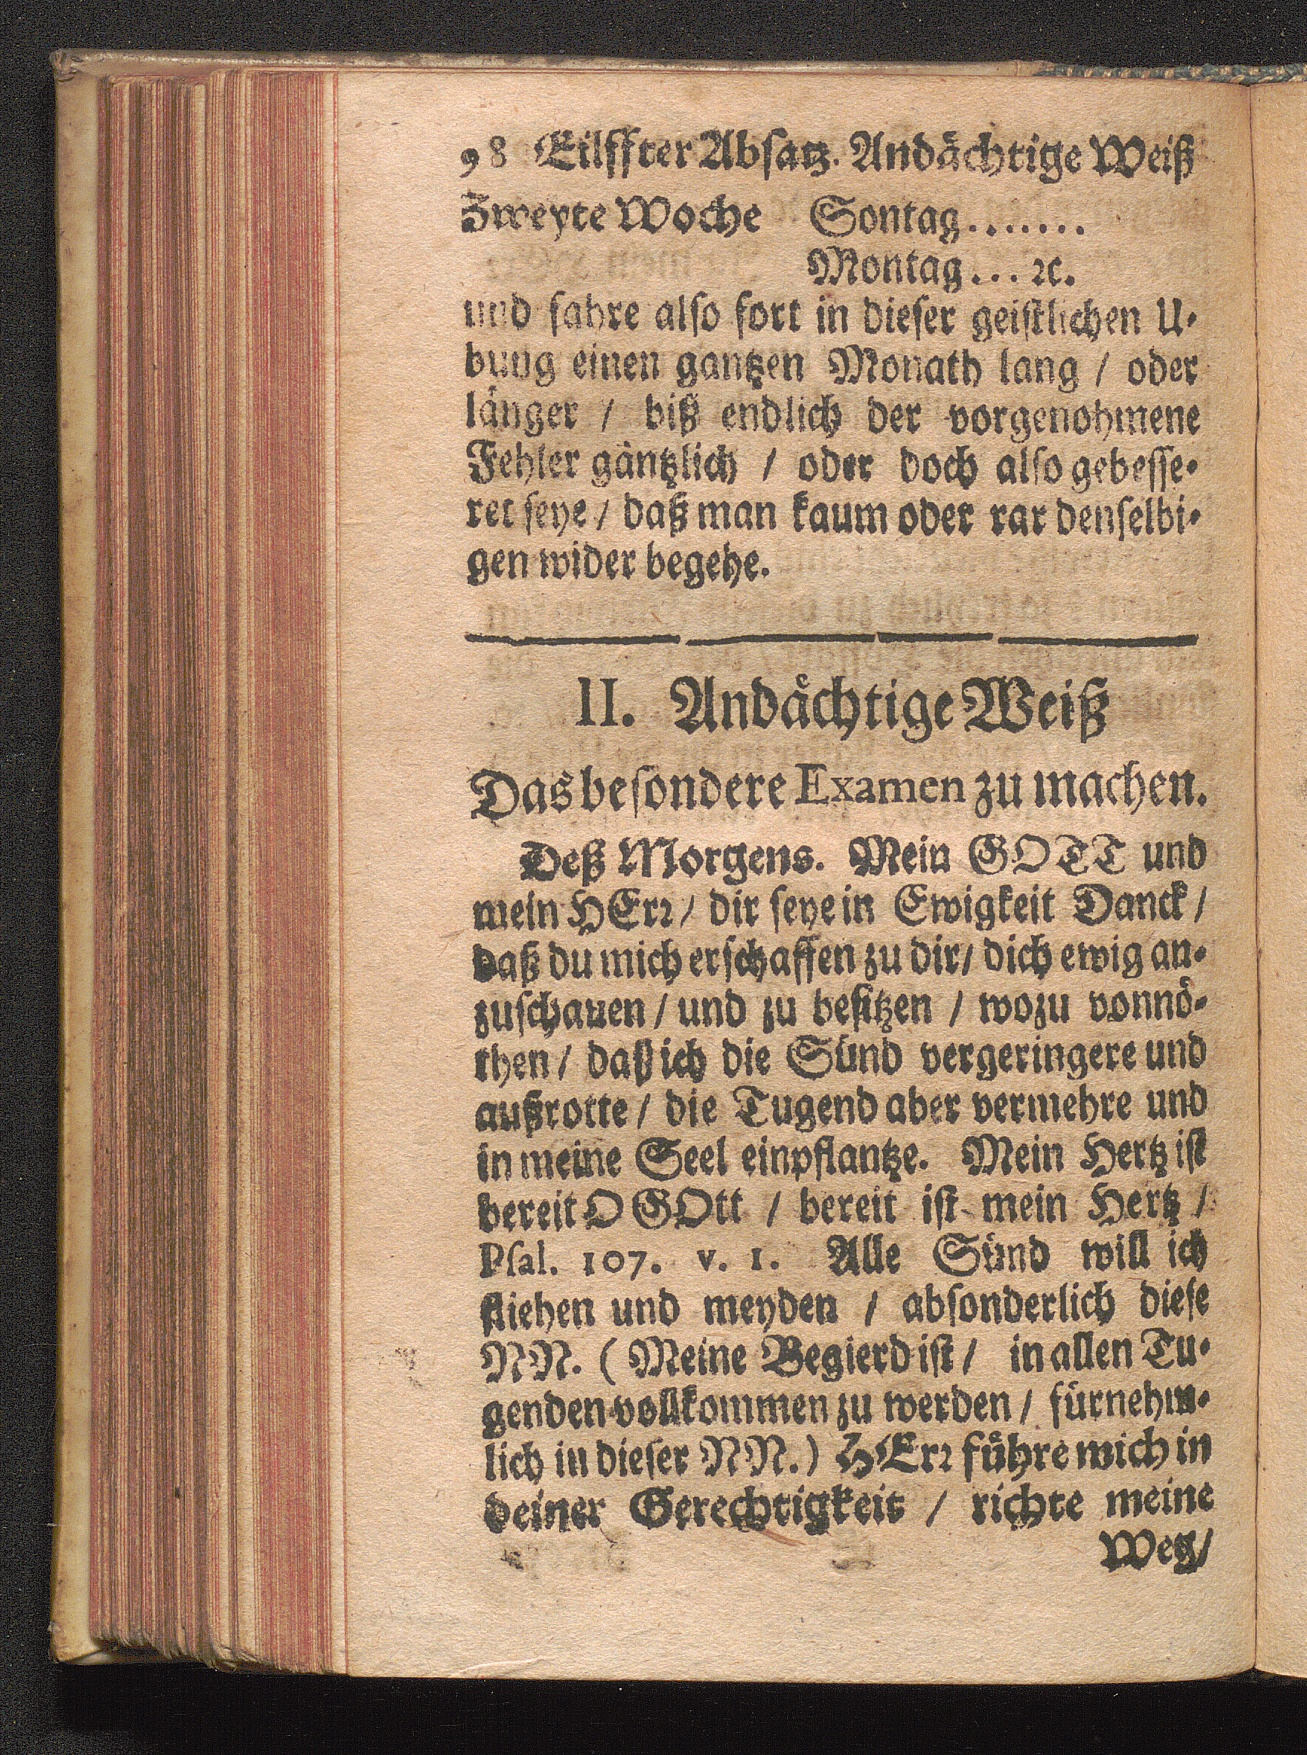 98 Eilffter Absatz. Andächtige Weiß
Zweyte Woche Sontag.......
Montag... ꝛc.
und fahre also fort in dieser geistlichen U-
bung einen gantzen Monath lang / oder
länger / biß endlich der vorgenohmene
Fehler gäntzlich / oder doch also gebesse-
ret seye / daß man kaum oder rar denselbi-
gen wider begehe.
II. Andächtige Weiß
Das besondere Examen zu machen.
Deß Morgens. Mein GOTT und
mein HErꝛ / dir seye in Ewigkeit Danck /
daß du mich erschaffen zu dir / dich ewig an-
zuschauen / und zu besitzen / wozu vonnö-
then / daß ich die Sünd vergeringere und
außrotte / die Tugend aber vermehre und
in meine Seel einpflantze. Mein Hertz ist
bereit O GOtt / bereit ist mein Hertz /
Psal. 107. v. 1. Alle Sünd will ich
fliehen und meyden / absonderlich diese
NN. ( Meine Begierd ist / in allen Tu-
genden vollkommen zu werden / fürnehm-
lich in dieser NN.) HErꝛ führe mich in
deiner Gerechtigkeit / richte meine
Weg /